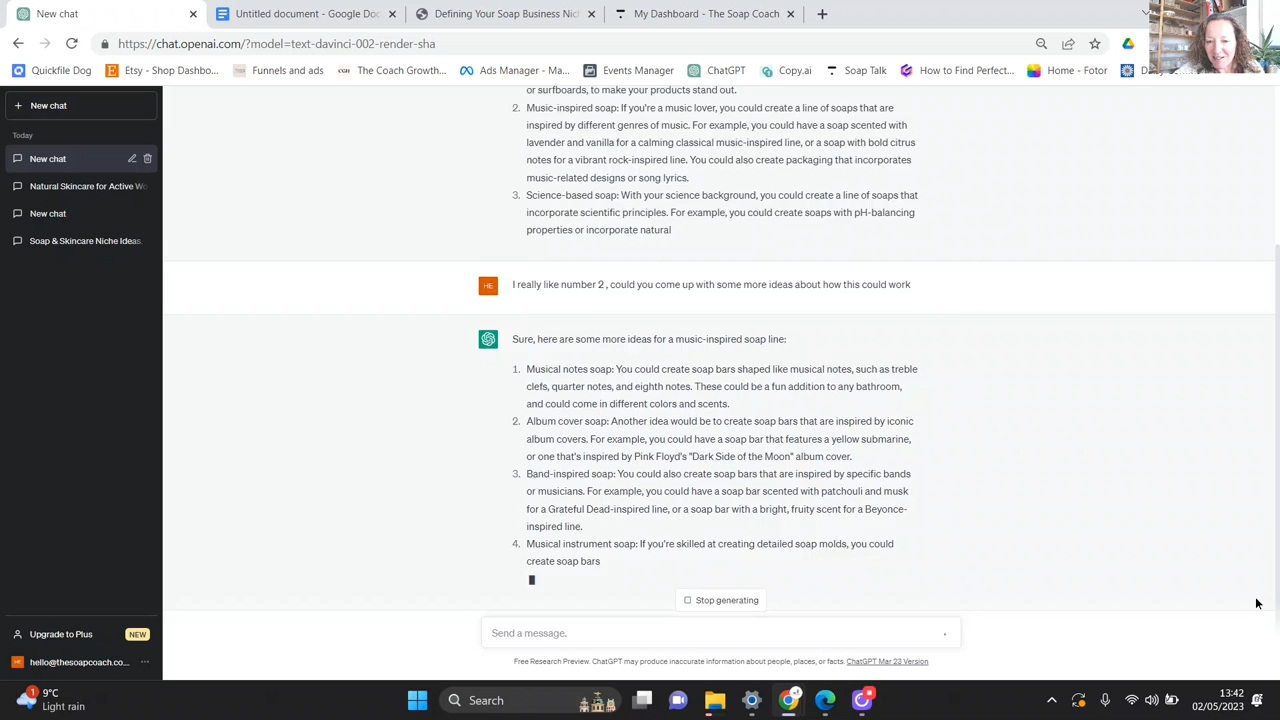 New chat
Untitled document - Google Doc
Defining Your Soap Business Nich
My Dashboard - The Soap Coach
https://chat.openai.com/?model=text-davinci-002-render-sha
Quickfile Dog
Etsy - Shop Dashbo...
Funnels and ads
The Coach Growth...
Ads Manager - Ma...
Events Manager
ChatGPT
Copy.ai
Soap Talk
How to Find Perfect...
Home - Fotor
New chat
Today
New chat
Natural Skincare for Active Wo
New chat
Soap & Skincare Niche Ideas.
or surfboards, to make your products stand out.
2. Music-inspired soap: If you're a music lover, you could create a line of soaps that are
inspired by different genres of music. For example, you could have a soap scented with
lavender and vanilla for a calming classical music-inspired line, or a soap with bold citrus
notes for a vibrant rock-inspired line. You could also create packaging that incorporates
music-related designs or song lyrics.
3. Science-based soap: With your science background, you could create a line of soaps that
incorporate scientific principles. For example, you could create soaps with pH-balancing
properties or incorporate natural
HE
I really like number 2 , could you come up with some more ideas about how this could work
Sure, here are some more ideas for a music-inspired soap line:
1. Musical notes soap: You could create soap bars shaped like musical notes, such as treble
clefs, quarter notes, and eighth notes. These could be a fun addition to any bathroom,
and could come in different colors and scents.
2. Album cover soap: Another idea would be to create soap bars that are inspired by iconic
album covers. For example, you could have a soap bar that features a yellow submarine,
or one that's inspired by Pink Floyd's "Dark Side of the Moon" album cover.
3. Band-inspired soap: You could also create soap bars that are inspired by specific bands
or musicians. For example, you could have a soap bar scented with patchouli and musk
for a Grateful Dead-inspired line, or a soap bar with a bright, fruity scent for a Beyonce-
inspired line.
4. Musical instrument soap: If you're skilled at creating detailed soap molds, you could
create soap bars
Stop generating
Send a message.
Free Research Preview. ChatGPT may produce inaccurate information about people, places, or facts. ChatGPT Mar 23 Version
Upgrade to Plus
NEW
HE
hello@thesoapcoach.co...
1
9°C
Light rain
Search
13:42
02/05/2023